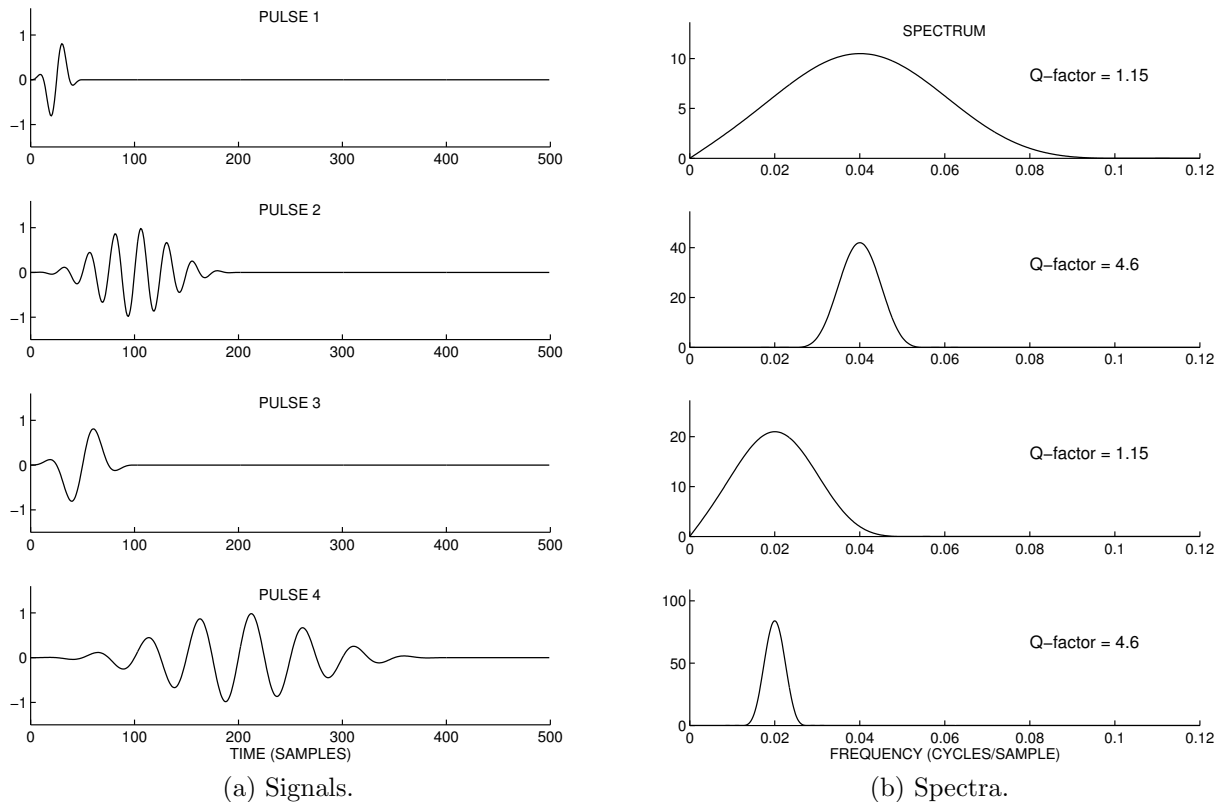 PULSE 1
1
0
−1
0 100 200 300 400 500
PULSE 2
1
0
−1
0 100 200 300 400 500
PULSE 3
1
0
−1
0 100 200 300 400 500
PULSE 4
1
0
−1
0 100 200 300 400 500
TIME (SAMPLES)
(a) Signals.
SPECTRUM
10
5
0
Q−factor = 1.15
0 0.02 0.04 0.06 0.08 0.1 0.12
40
20
0
Q−factor = 4.6
0 0.02 0.04 0.06 0.08 0.1 0.12
20
10
0
Q−factor = 1.15
0 0.02 0.04 0.06 0.08 0.1 0.12
100
50
0
Q−factor = 4.6
0 0.02 0.04 0.06 0.08 0.1 0.12
FREQUENCY (CYCLES/SAMPLE)
(b) Spectra.